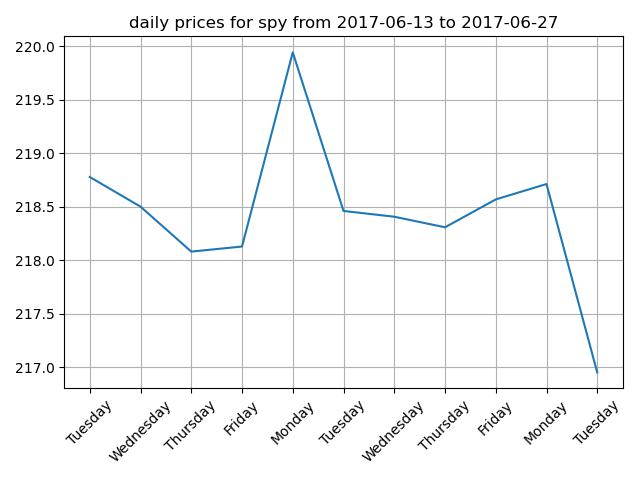 daily prices for spy from 2017-06-13 to 2017-06-27
220.0
219.5
219.0
218.5
218.0
217.5
217.0
Tuesday
Wednesday
Thursday
Friday
Monday
Tuesday
Wednesday
Thursday
Friday
Monday
Tuesday